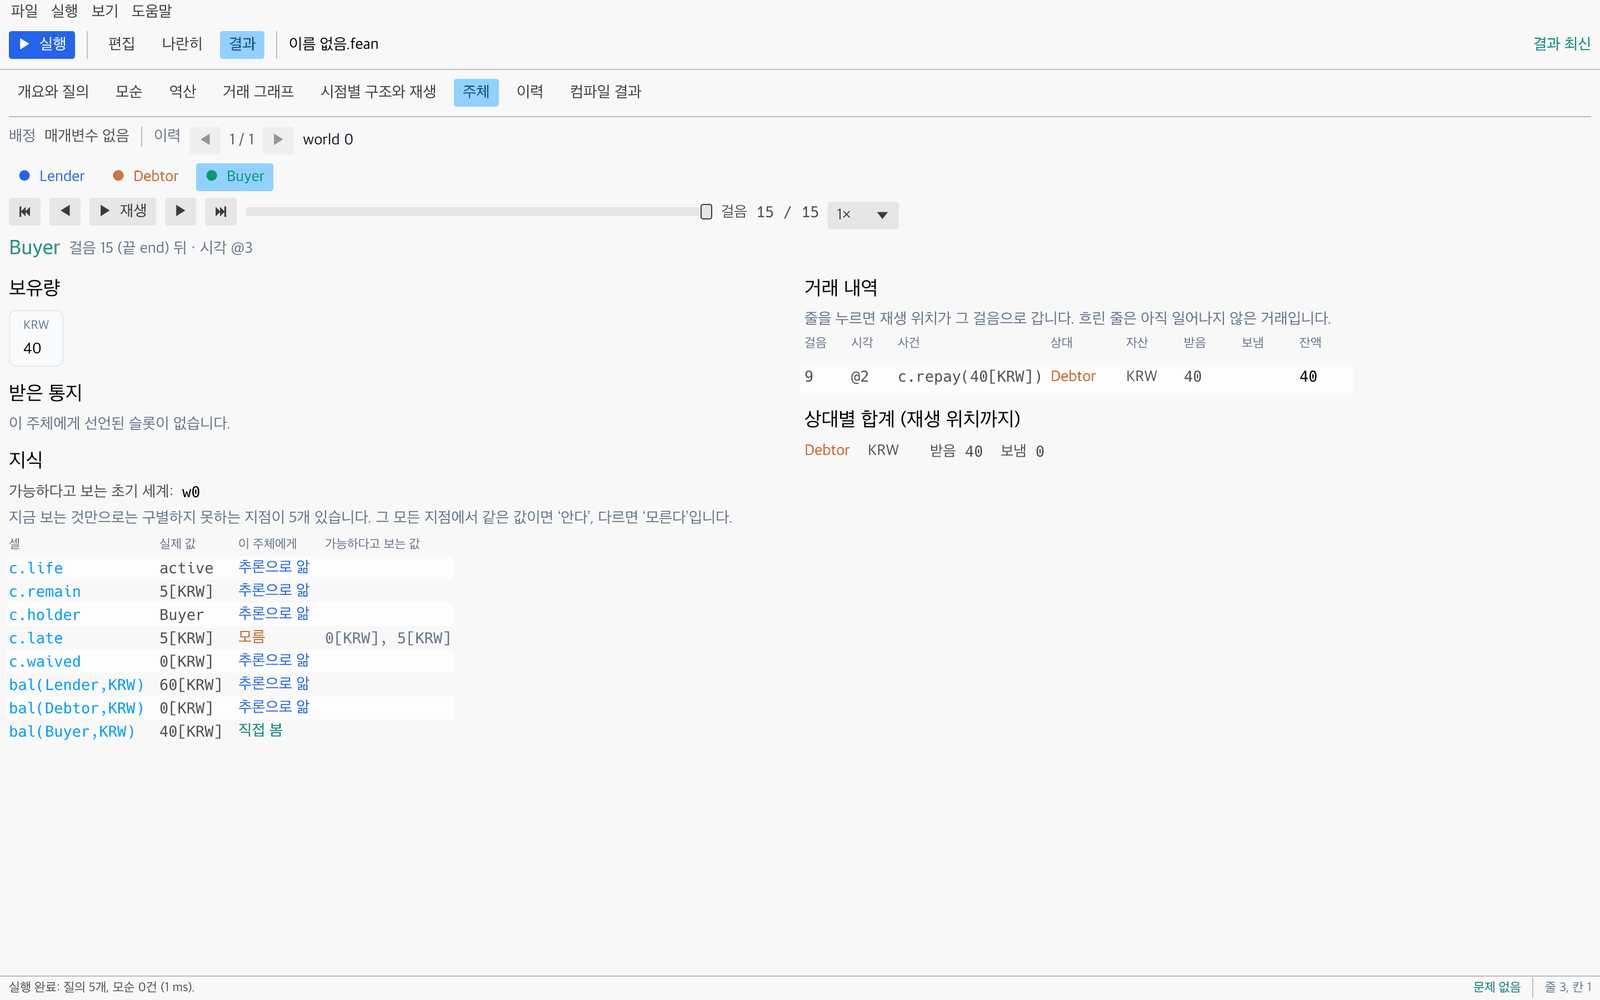 파일 실행 보기 도움말
▶ 실행 편집 나란히 결과 이름 없음.fean 결과 최신
개요와 질의 모순 역산 거래 그래프 시점별 구조와 재생 주체 이력 컴파일 결과
배정 매개변수 없음 이력 ◀ 1 / 1 ▶ world 0
Lender Debtor Buyer
⏮ ◀ ▶ 재생 ▶ ⏭ 걸음 15 / 15 1× ▼
Buyer 걸음 15 (끝 end) 뒤 · 시각 @3
보유량
KRW
40
받은 통지
이 주체에게 선언된 슬롯이 없습니다.
지식
가능하다고 보는 초기 세계: w0
지금 보는 것만으로는 구별하지 못하는 지점이 5개 있습니다. 그 모든 지점에서 같은 값이면 ‘안다’, 다르면 ‘모른다’입니다.
셀 실제 값 이 주체에게 가능하다고 보는 값
c.life active 추론으로 앎
c.remain 5[KRW] 추론으로 앎
c.holder Buyer 추론으로 앎
c.late 5[KRW] 모름 0[KRW], 5[KRW]
c.waived 0[KRW] 추론으로 앎
bal(Lender,KRW) 60[KRW] 추론으로 앎
bal(Debtor,KRW) 0[KRW] 추론으로 앎
bal(Buyer,KRW) 40[KRW] 직접 봄
거래 내역
줄을 누르면 재생 위치가 그 걸음으로 갑니다. 흐린 줄은 아직 일어나지 않은 거래입니다.
걸음 시각 사건 상대 자산 받음 보냄 잔액
9 @2 c.repay(40[KRW]) Debtor KRW 40 40
상대별 합계 (재생 위치까지)
Debtor KRW 받음 40 보냄 0
실행 완료: 질의 5개, 모순 0건 (1 ms). 문제 없음 줄 3, 칸 1